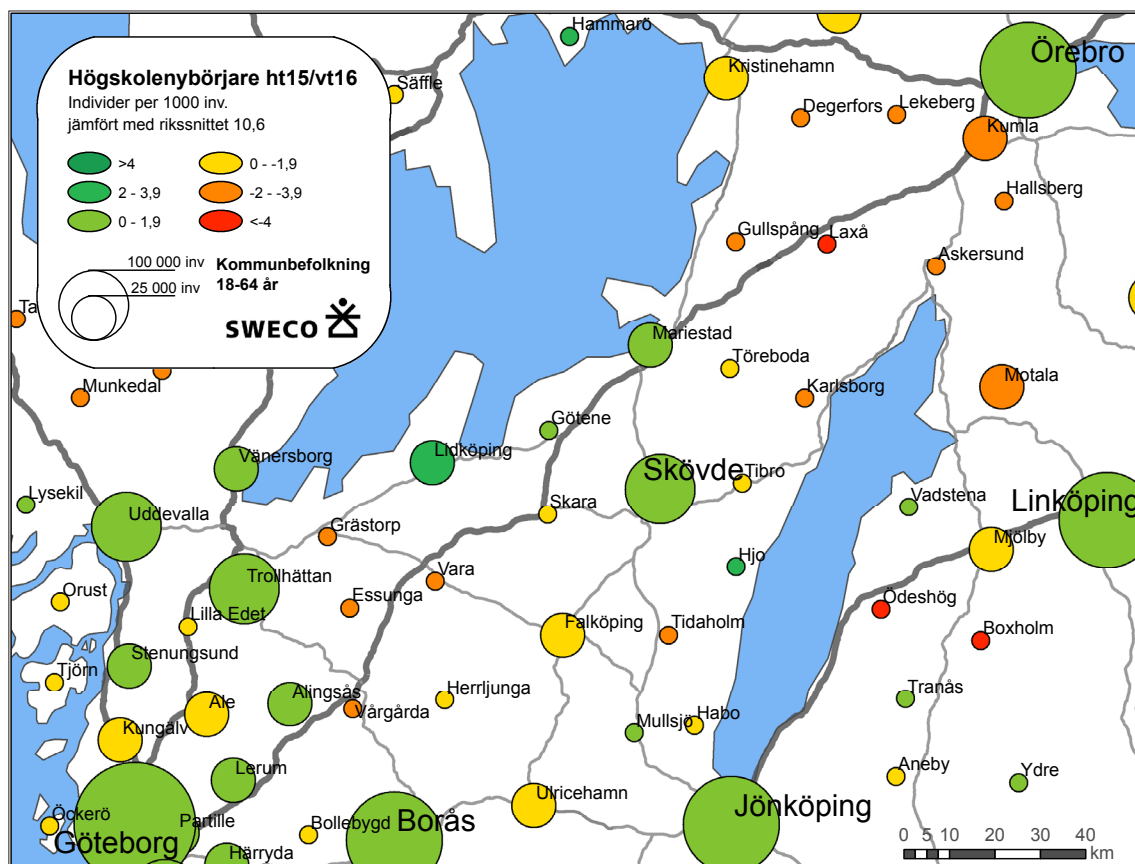 Hammarö
Örebro
Högskolenybörjare ht15/vt16
Individer per 1000 inv.
jämfört med rikssnittet 10,6
>4
0 - -1,9
2 - 3,9
-2 - -3,9
0 - 1,9
<-4
100 000 inv
25 000 inv
Kommunbefolkning
18-64 år
SWECO
Säffle
Kristinehamn
Degerfors
Lekeberg
Kumla
Hallsberg
Gullspång
Laxå
Askersund
Ta
Mariestad
Töreboda
Munkedal
Karlsborg
Motala
Götene
Vänersborg
Lidköping
Skövde
Tibro
Lysekil
Vadstena
Linköping
Uddevalla
Skara
Grästorp
Mjölby
Hjo
Trollhättan
Vara
Orust
Essunga
Ödeshög
Lilla Edet
Falköping
Tidaholm
Boxholm
Stenungsund
Tjörn
Alingsås
Herrljunga
Tranås
Ale
Vårgårda
Mullsjö
Habo
Kungälv
Lerum
Aneby
Ydre
Ulricehamn
Jönköping
Öckerö
Partille
Bollebygd
Borås
Göteborg
Härryda
0 5 10 20 30 40
km